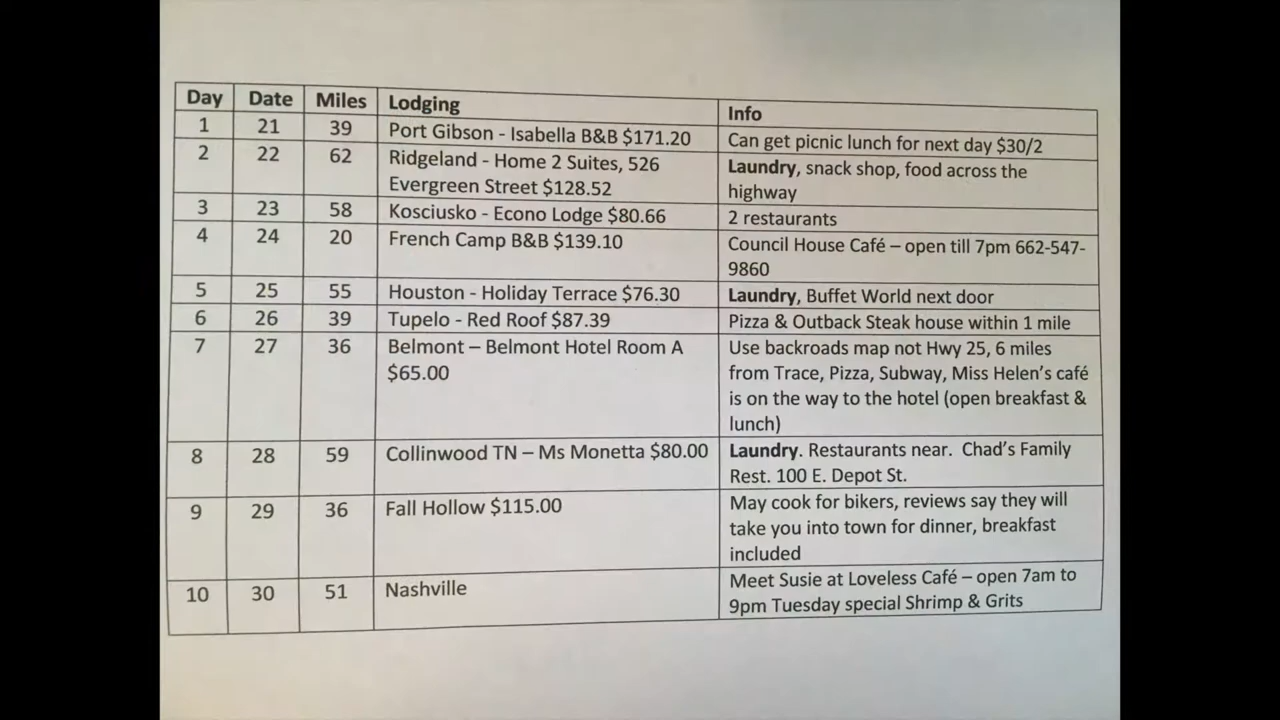 Day Date Miles Lodging Info
1 21 39 Port Gibson - Isabella B&B $171.20 Can get picnic lunch for next day $30/2
2 22 62 Ridgeland - Home 2 Suites, 526 Laundry, snack shop, food across the
Evergreen Street $128.52 highway
3 23 58 Kosciusko - Econo Lodge $80.66 2 restaurants
4 24 20 French Camp B&B $139.10 Council House Café – open till 7pm 662-547-
9860
5 25 55 Houston - Holiday Terrace $76.30 Laundry, Buffet World next door
6 26 39 Tupelo - Red Roof $87.39 Pizza & Outback Steak house within 1 mile
7 27 36 Belmont – Belmont Hotel Room A Use backroads map not Hwy 25, 6 miles
$65.00 from Trace, Pizza, Subway, Miss Helen's café
is on the way to the hotel (open breakfast &
lunch)
8 28 59 Collinwood TN – Ms Monetta $80.00 Laundry. Restaurants near. Chad's Family
Rest. 100 E. Depot St.
9 29 36 Fall Hollow $115.00 May cook for bikers, reviews say they will
take you into town for dinner, breakfast
included
10 30 51 Nashville Meet Susie at Loveless Café – open 7am to
9pm Tuesday special Shrimp & Grits